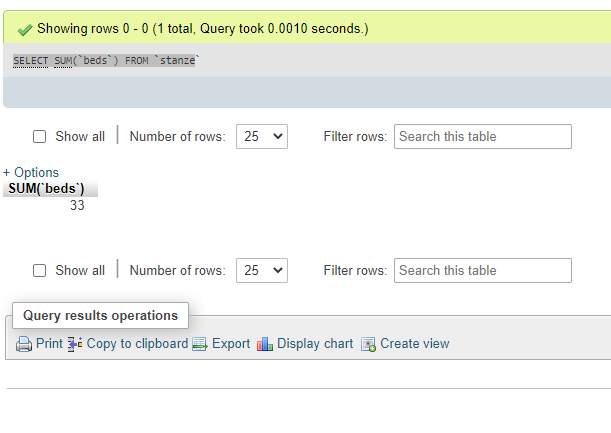 Showing rows 0 - 0 (1 total, Query took 0.0010 seconds.)
SELECT SUM(`beds`) FROM `stanze`
Show all | Number of rows: 25 Filter rows: Search this table
+ Options
SUM(`beds`)
33
Show all | Number of rows: 25 Filter rows: Search this table
Query results operations
Print Copy to clipboard Export Display chart Create view